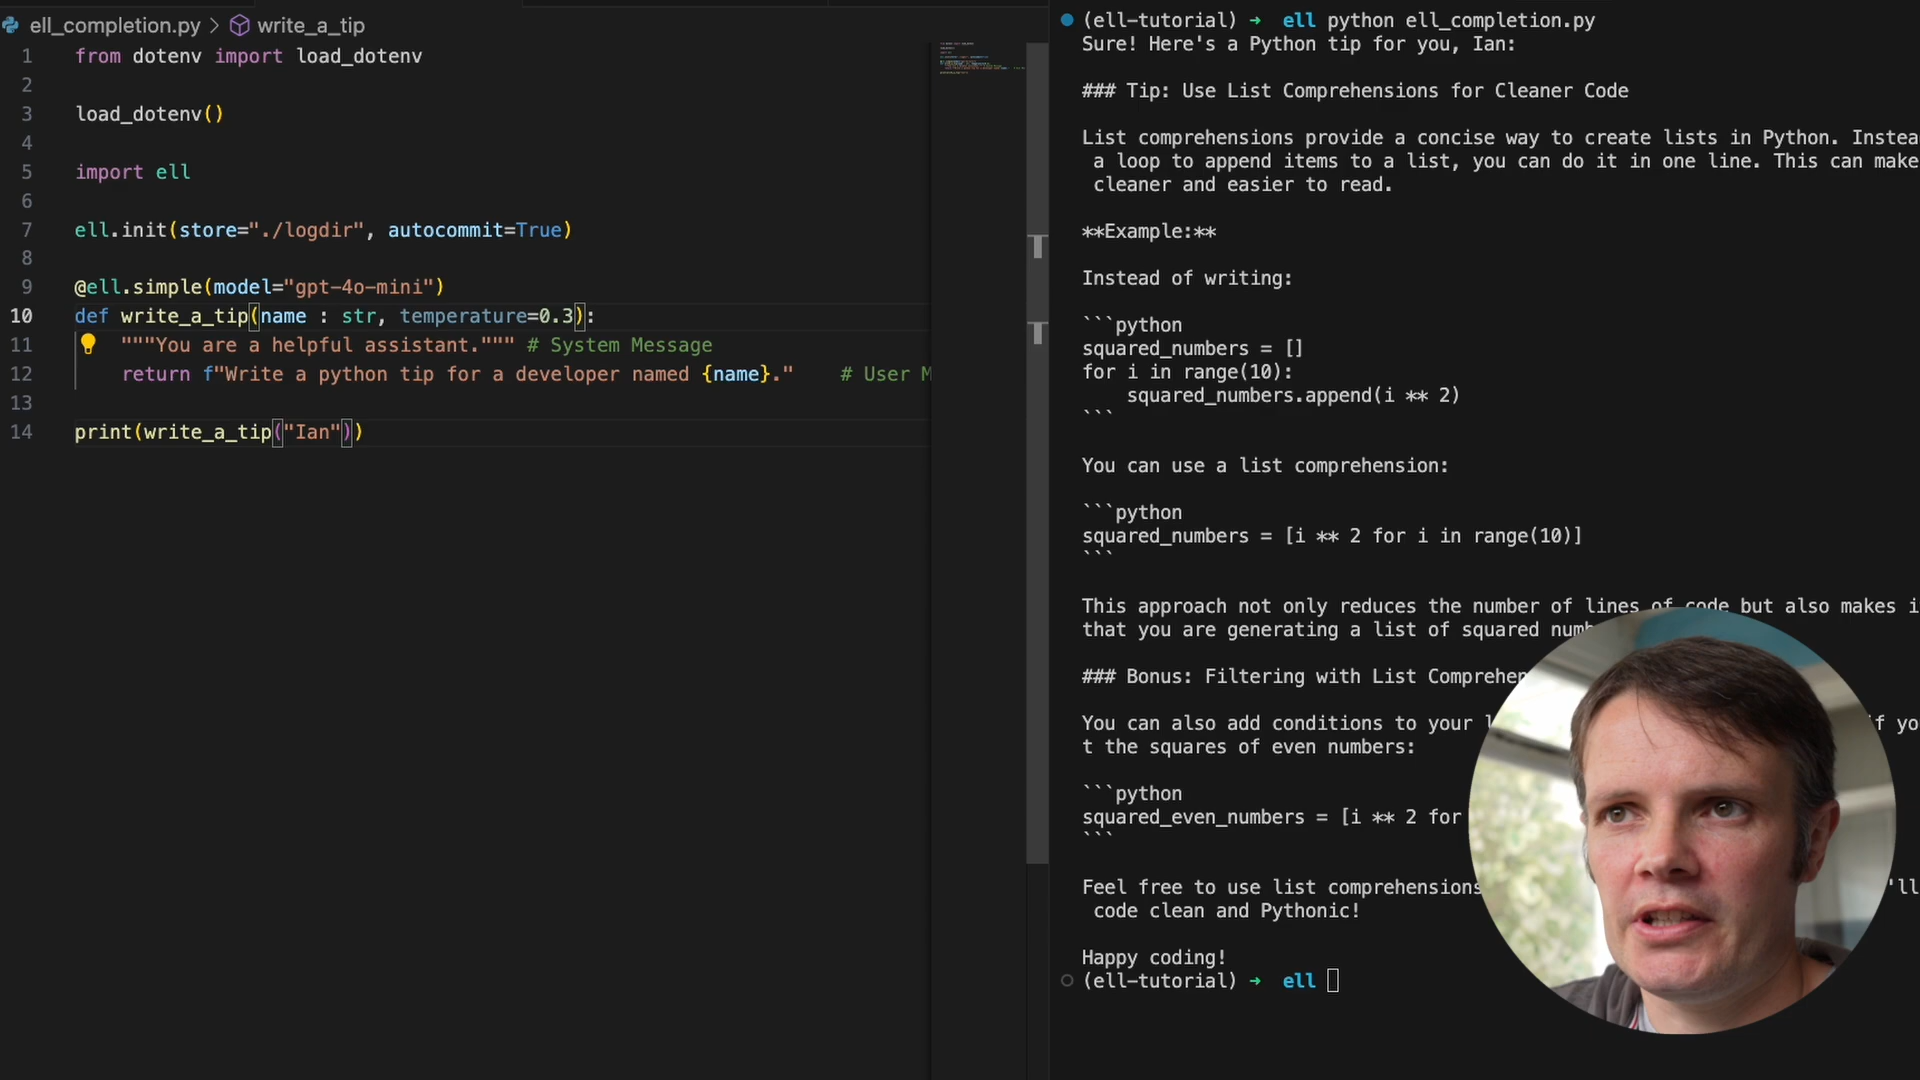 ell_completion.py > write_a_tip
1 from dotenv import load_dotenv
2
3 load_dotenv()
4
5 import ell
6
7 ell.init(store="./logdir", autocommit=True)
8
9 @ell.simple(model="gpt-4o-mini")
10 def write_a_tip(name : str, temperature=0.3):
11 """You are a helpful assistant.""" # System Message
12 return f"Write a python tip for a developer named {name}." # User M
13
14 print(write_a_tip("Ian"))
(ell-tutorial) → ell python ell_completion.py
Sure! Here's a Python tip for you, Ian:
### Tip: Use List Comprehensions for Cleaner Code
List comprehensions provide a concise way to create lists in Python. Instea
a loop to append items to a list, you can do it in one line. This can make
cleaner and easier to read.
**Example:**
Instead of writing:
```python
squared_numbers = []
for i in range(10):
squared_numbers.append(i ** 2)
```
You can use a list comprehension:
```python
squared_numbers = [i ** 2 for i in range(10)]
```
This approach not only reduces the number of lines of code but also makes i
that you are generating a list of squared numb
### Bonus: Filtering with List Comprehen
You can also add conditions to your l if yo
t the squares of even numbers:
```python
squared_even_numbers = [i ** 2 for
```
Feel free to use list comprehensions 'll
code clean and Pythonic!
Happy coding!
(ell-tutorial) → ell